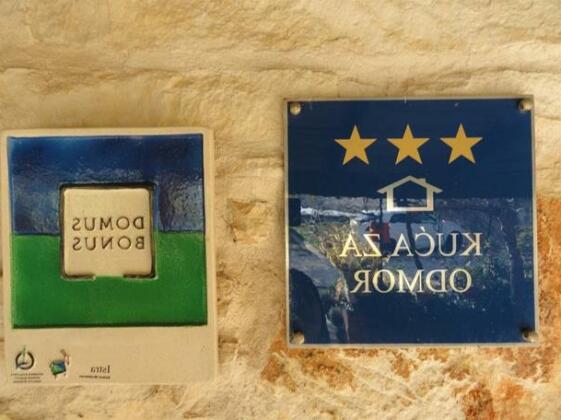 DOMUS
BONUS
Istra
KUĆA ZA
ODMOR